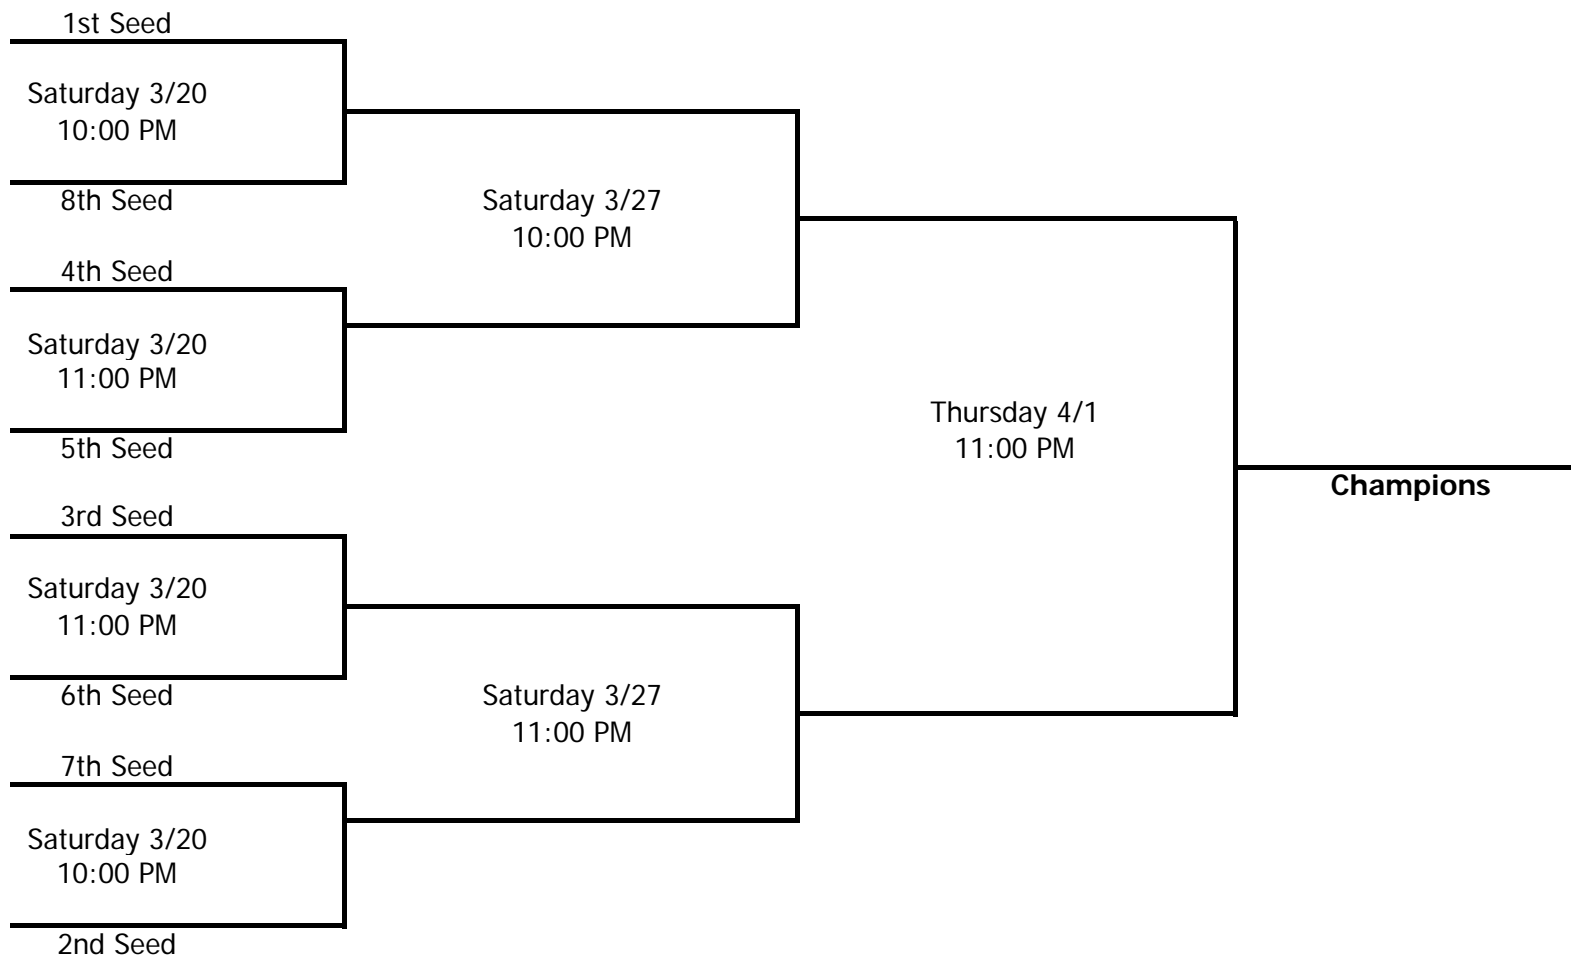 1st Seed
Saturday 3/20
10:00 PM
8th Seed
4th Seed
Saturday 3/20
11:00 PM
5th Seed
3rd Seed
Saturday 3/20
11:00 PM
6th Seed
7th Seed
Saturday 3/20
10:00 PM
2nd Seed
Saturday 3/27
10:00 PM
Saturday 3/27
11:00 PM
Thursday 4/1
11:00 PM
Champions